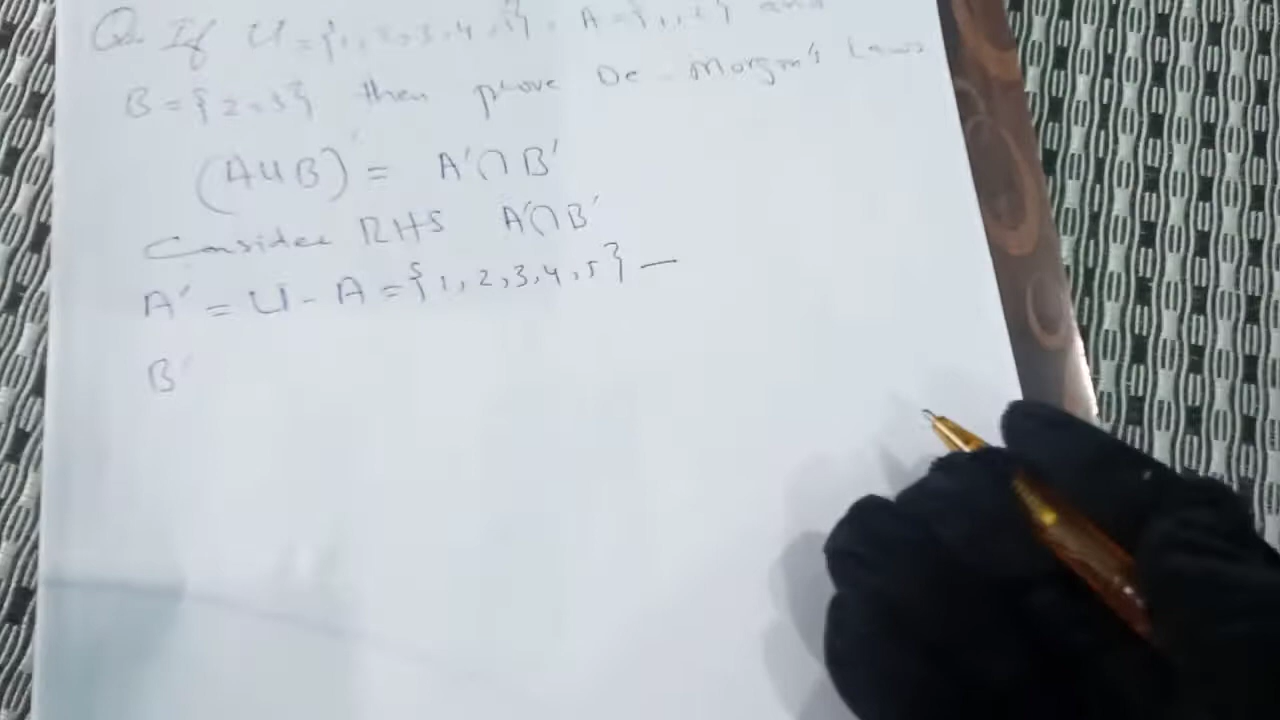 Q. If U = {1, 2, 3, 4, 5}, A = {1, 2} and
B = {2, 3} then prove De-Morgan's Laws
(A∪B)' = A'∩B'
Consider RHS A'∩B'
A' = U - A = {1, 2, 3, 4, 5} —
B'